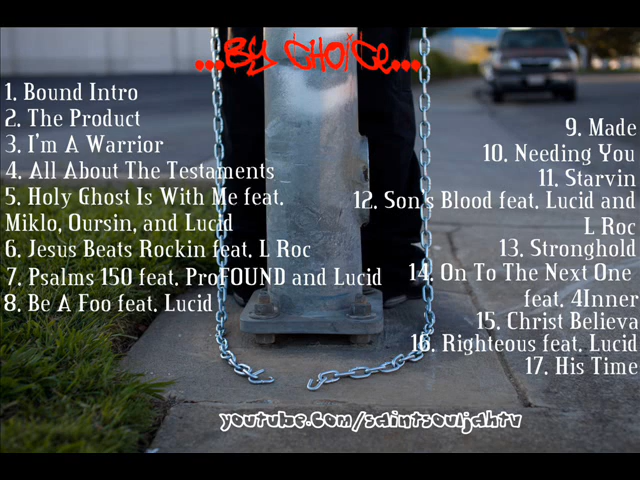 ...By Choice...
1. Bound Intro
2. The Product
3. I'm A Warrior
4. All About The Testaments
5. Holy Ghost Is With Me feat.
Miklo, Oursin, and Lucid
6. Jesus Beats Rockin feat. L Roc
7. Psalms 150 feat. ProFOUND and Lucid
8. Be A Foo feat. Lucid
9. Made
10. Needing You
11. Starvin
12. Son's Blood feat. Lucid and
L Roc
13. Stronghold
14. On To The Next One
feat. 4Inner
15. Christ Believa
16. Righteous feat. Lucid
17. His Time
youtube.com/saintsouljahtv